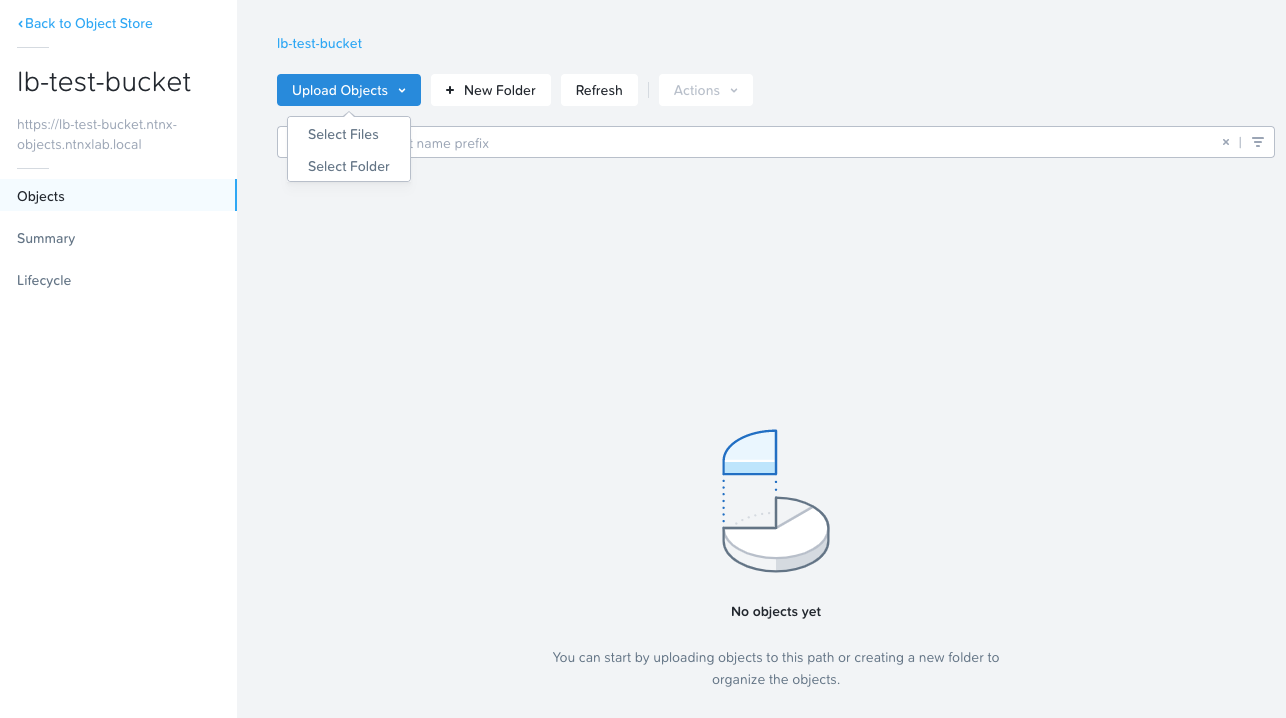 Back to Object Store
lb-test-bucket
https://lb-test-bucket.ntnx-
objects.ntnxlab.local
Objects
Summary
Lifecycle
lb-test-bucket
Upload Objects
+ New Folder
Refresh
Actions
Select Files
Select Folder
name prefix
No objects yet
You can start by uploading objects to this path or creating a new folder to
organize the objects.